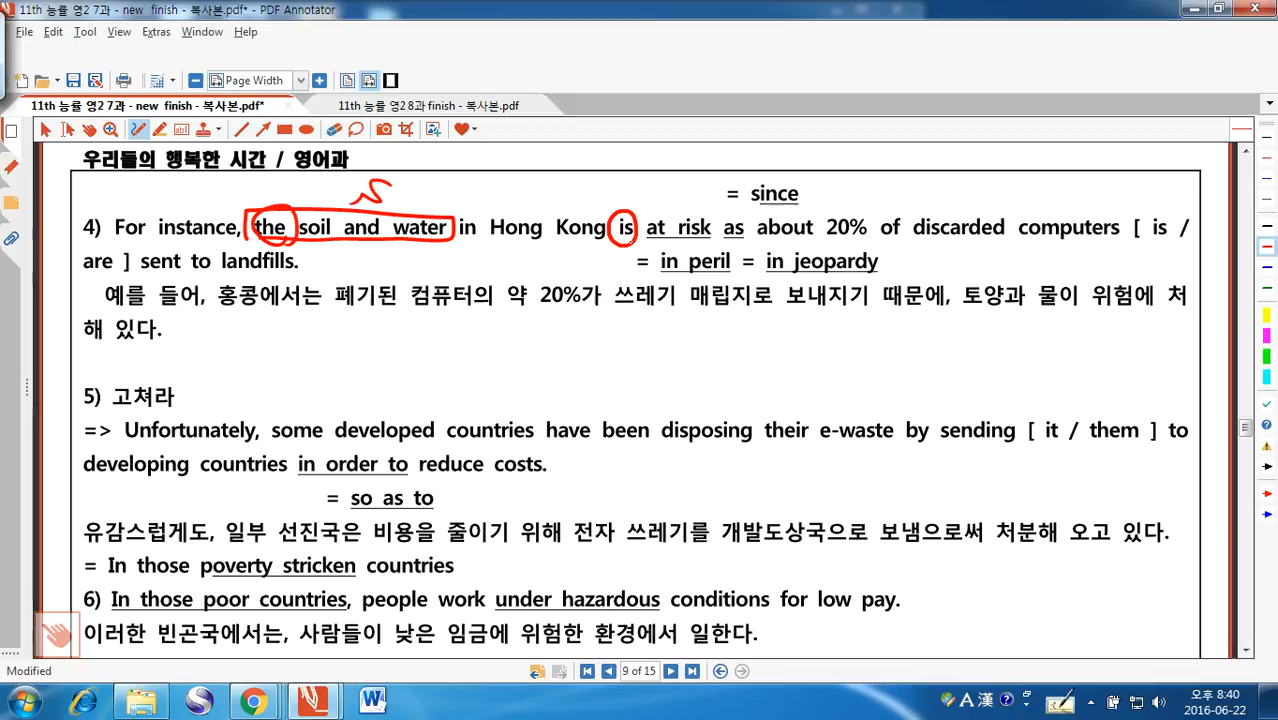 11th 능률 영2 7과 - new finish - 복사본.pdf* - PDF Annotator
File Edit Tool View Extras Window Help
Page Width
11th 능률 영2 7과- new finish - 복사본.pdf* 11th 능률 영2 8과 finish - 복사본.pdf
우리들의 행복한 시간 / 영어과
= since
4) For instance, the soil and water in Hong Kong is at risk as about 20% of discarded computers [ is /
are ] sent to landfills.
= in peril = in jeopardy
예를 들어, 홍콩에서는 폐기된 컴퓨터의 약 20%가 쓰레기 매립지로 보내지기 때문에, 토양과 물이 위험에 처
해 있다.
5) 고쳐라
=> Unfortunately, some developed countries have been disposing their e-waste by sending [ it / them ] to
developing countries in order to reduce costs.
= so as to
유감스럽게도, 일부 선진국은 비용을 줄이기 위해 전자 쓰레기를 개발도상국으로 보냄으로써 처분해 오고 있다.
= In those poverty stricken countries
6) In those poor countries, people work under hazardous conditions for low pay.
이러한 빈곤국에서는, 사람들이 낮은 임금에 위험한 환경에서 일한다.
Modified 9 of 15
A 漢 오후 8:40
2016-06-22